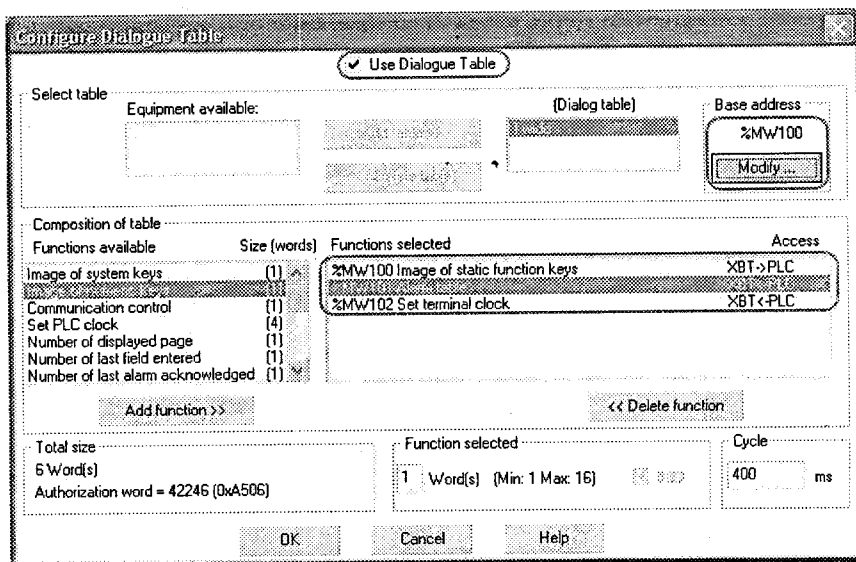 Configure Dialogue Table
Use Dialogue Table
Select table
Equipment available:
(Dialog table)
Base address
%MW100
Modify ...
Composition of table
Functions available Size (words)
Functions selected Access
Image of system keys (1)
Communication control (1)
Set PLC clock (4)
Number of displayed page (1)
Number of last field entered (1)
Number of last alarm acknowledged (1)
%MW100 Image of static function keys XBT->PLC
%MW102 Set terminal clock XBT<-PLC
Add function >>
<< Delete function
Total size
6 Word(s)
Authorization word = 42246 (0xA506)
Function selected
1 Word(s) (Min: 1 Max: 16)
Cycle
400 ms
OK
Cancel
Help